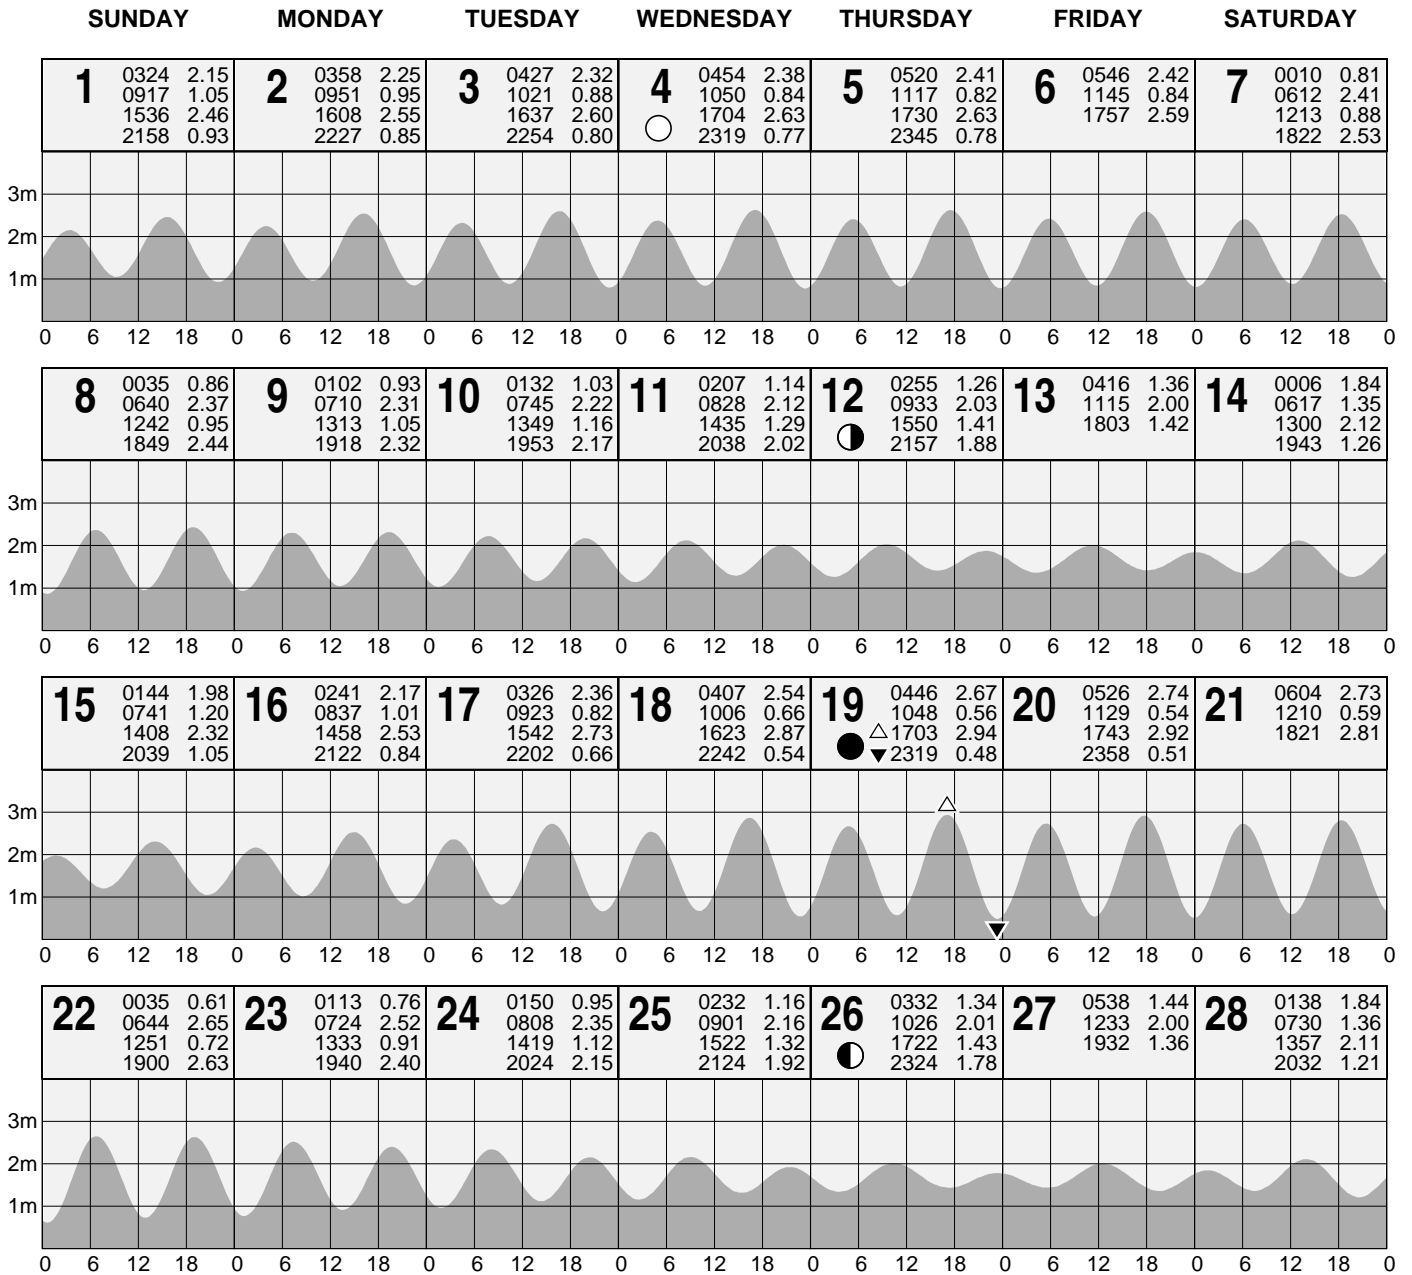 SUNDAY MONDAY TUESDAY WEDNESDAY THURSDAY FRIDAY SATURDAY
1 0324 2.15
0917 1.05
1536 2.46
2158 0.93
2 0358 2.25
0951 0.95
1608 2.55
2227 0.85
3 0427 2.32
1021 0.88
1637 2.60
2254 0.80
4 0454 2.38
1050 0.84
1704 2.63
2319 0.77
5 0520 2.41
1117 0.82
1730 2.63
2345 0.78
6 0546 2.42
1145 0.84
1757 2.59
7 0010 0.81
0612 2.41
1213 0.88
1822 2.53
3m
2m
1m
0 6 12 18 0 6 12 18 0 6 12 18 0 6 12 18 0 6 12 18 0 6 12 18 0 6 12 18 0
8 0035 0.86
0640 2.37
1242 0.95
1849 2.44
9 0102 0.93
0710 2.31
1313 1.05
1918 2.32
10 0132 1.03
0745 2.22
1349 1.16
1953 2.17
11 0207 1.14
0828 2.12
1435 1.29
2038 2.02
12 0255 1.26
0933 2.03
1550 1.41
2157 1.88
13 0416 1.36
1115 2.00
1803 1.42
14 0006 1.84
0617 1.35
1300 2.12
1943 1.26
3m
2m
1m
0 6 12 18 0 6 12 18 0 6 12 18 0 6 12 18 0 6 12 18 0 6 12 18 0 6 12 18 0
15 0144 1.98
0741 1.20
1408 2.32
2039 1.05
16 0241 2.17
0837 1.01
1458 2.53
2122 0.84
17 0326 2.36
0923 0.82
1542 2.73
2202 0.66
18 0407 2.54
1006 0.66
1623 2.87
2242 0.54
19 0446 2.67
1048 0.56
1703 2.94
2319 0.48
20 0526 2.74
1129 0.54
1743 2.92
2358 0.51
21 0604 2.73
1210 0.59
1821 2.81
3m
2m
1m
0 6 12 18 0 6 12 18 0 6 12 18 0 6 12 18 0 6 12 18 0 6 12 18 0 6 12 18 0
22 0035 0.61
0644 2.65
1251 0.72
1900 2.63
23 0113 0.76
0724 2.52
1333 0.91
1940 2.40
24 0150 0.95
0808 2.35
1419 1.12
2024 2.15
25 0232 1.16
0901 2.16
1522 1.32
2124 1.92
26 0332 1.34
1026 2.01
1722 1.43
2324 1.78
27 0538 1.44
1233 2.00
1932 1.36
28 0138 1.84
0730 1.36
1357 2.11
2032 1.21
3m
2m
1m
0 6 12 18 0 6 12 18 0 6 12 18 0 6 12 18 0 6 12 18 0 6 12 18 0 6 12 18 0